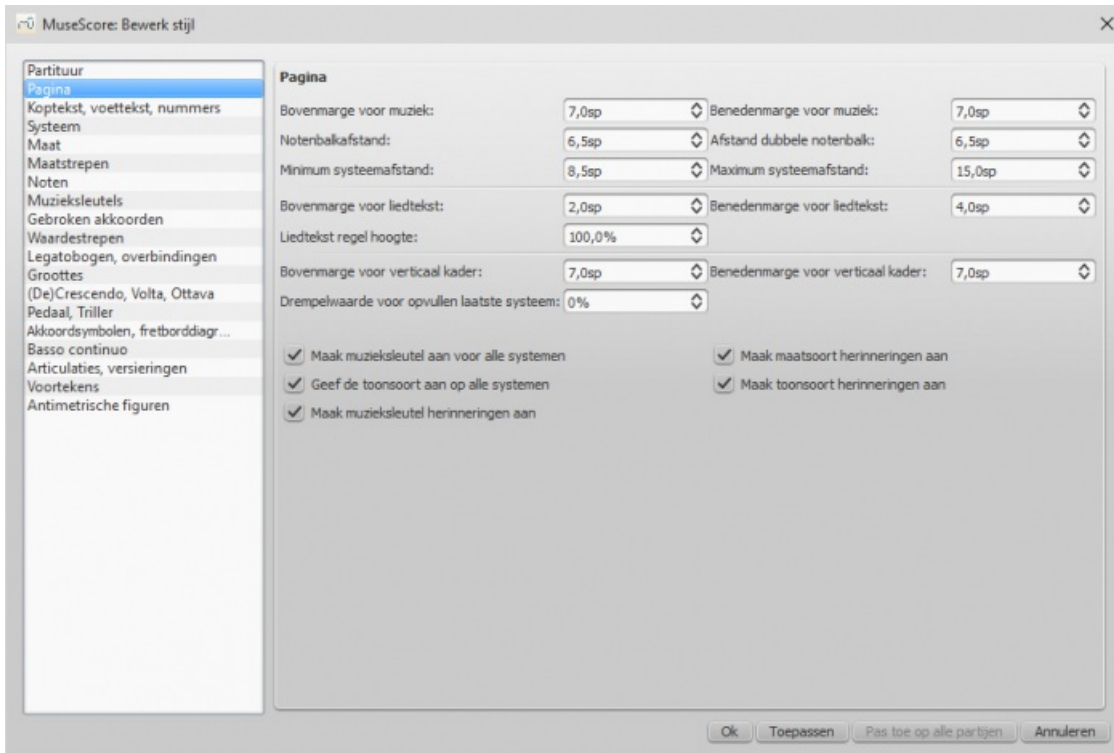 MuseScore: Bewerk stijl
Partituur
Pagina
Koptekst, voettekst, nummers
Systeem
Maat
Maatstrepen
Noten
Muzieksleutels
Gebroken akkoorden
Waardestrepen
Legatobogen, overbindingen
Groottes
(De)Crescendo, Volta, Ottava
Pedaal, Triller
Akkoordsymbolen, fretborddiagr...
Basso continuo
Articulaties, versieringen
Voortekens
Antimetrische figuren
Pagina
Bovenmarge voor muziek: 7,0sp Benedenmarge voor muziek: 7,0sp
Notenbalkafstand: 6,5sp Afstand dubbele notenbalk: 6,5sp
Minimum systeemafstand: 8,5sp Maximum systeemafstand: 15,0sp
Bovenmarge voor liedtekst: 2,0sp Benedenmarge voor liedtekst: 4,0sp
Liedtekst regel hoogte: 100,0%
Bovenmarge voor verticaal kader: 7,0sp Benedenmarge voor verticaal kader: 7,0sp
Drempelwaarde voor opvullen laatste systeem: 0%
Maak muzieksleutel aan voor alle systemen Maak maatsoort herinneringen aan
Geef de toonsoort aan op alle systemen Maak toonsoort herinneringen aan
Maak muzieksleutel herinneringen aan
Ok Toepassen Pas toe op alle partijen Annuleren